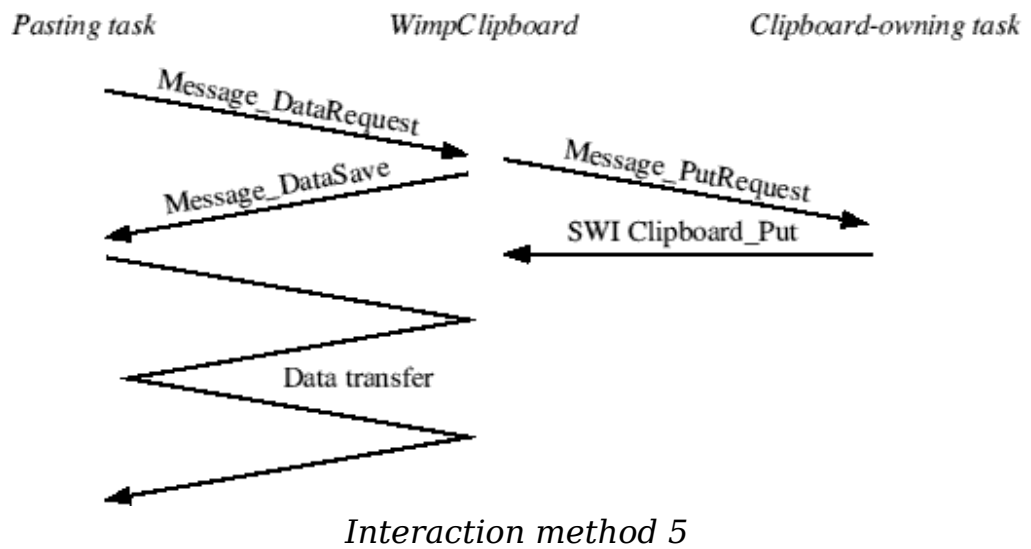 Pasting task WimpClipboard Clipboard-owning task
Message_DataRequest
Message_PutRequest
Message_DataSave
SWI Clipboard_Put
Data transfer
Interaction method 5